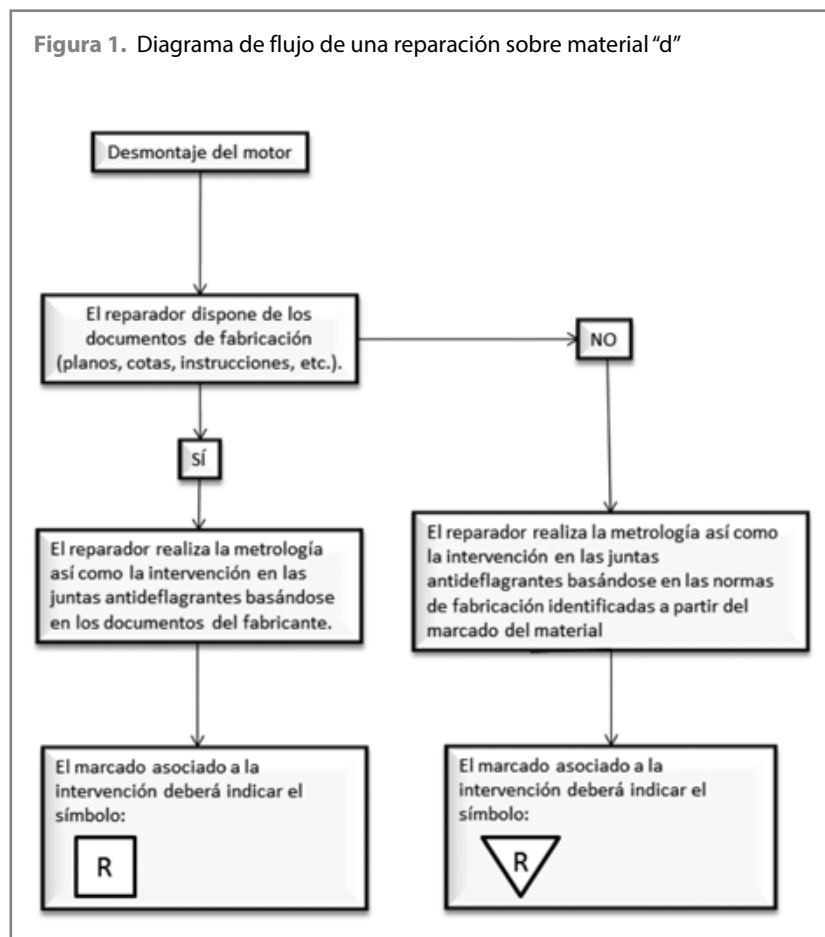 Figura 1. Diagrama de flujo de una reparación sobre material “d”
Desmontaje del motor
El reparador dispone de los
documentos de fabricación
(planos, cotas, instrucciones, etc.).
NO
SÍ
El reparador realiza la metrología
así como la intervención en las
juntas antideflagrantes basándose
en los documentos del fabricante.
El reparador realiza la metrología así como
la intervención en las juntas
antideflagrantes basándose en las normas
de fabricación identificadas a partir del
marcado del material
El marcado asociado a la
intervención deberá indicar el
símbolo:
R
El marcado asociado a la
intervención deberá indicar el
símbolo:
R